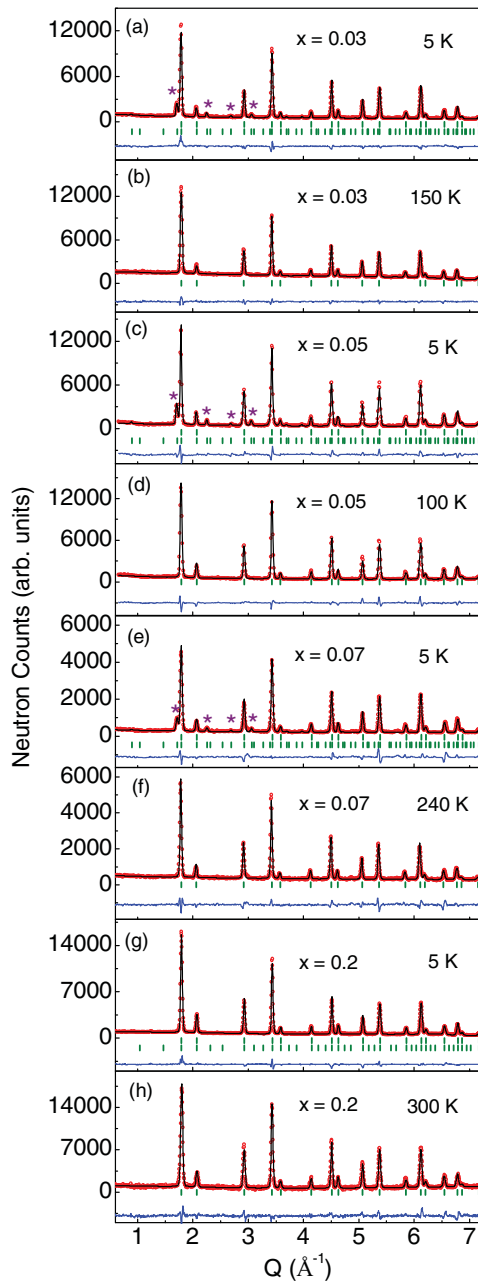 (a) x = 0.03 5 K
12000
6000
0
* * * *
(b) x = 0.03 150 K
12000
6000
0
(c) x = 0.05 5 K
12000
6000
0
* * * *
(d) x = 0.05 100 K
12000
6000
0
(e) x = 0.07 5 K
6000
4000
2000
0
* * * *
(f) x = 0.07 240 K
6000
4000
2000
0
(g) x = 0.2 5 K
14000
7000
0
(h) x = 0.2 300 K
14000
7000
0
Neutron Counts (arb. units)
1 2 3 4 5 6 7
Q (Å⁻¹)